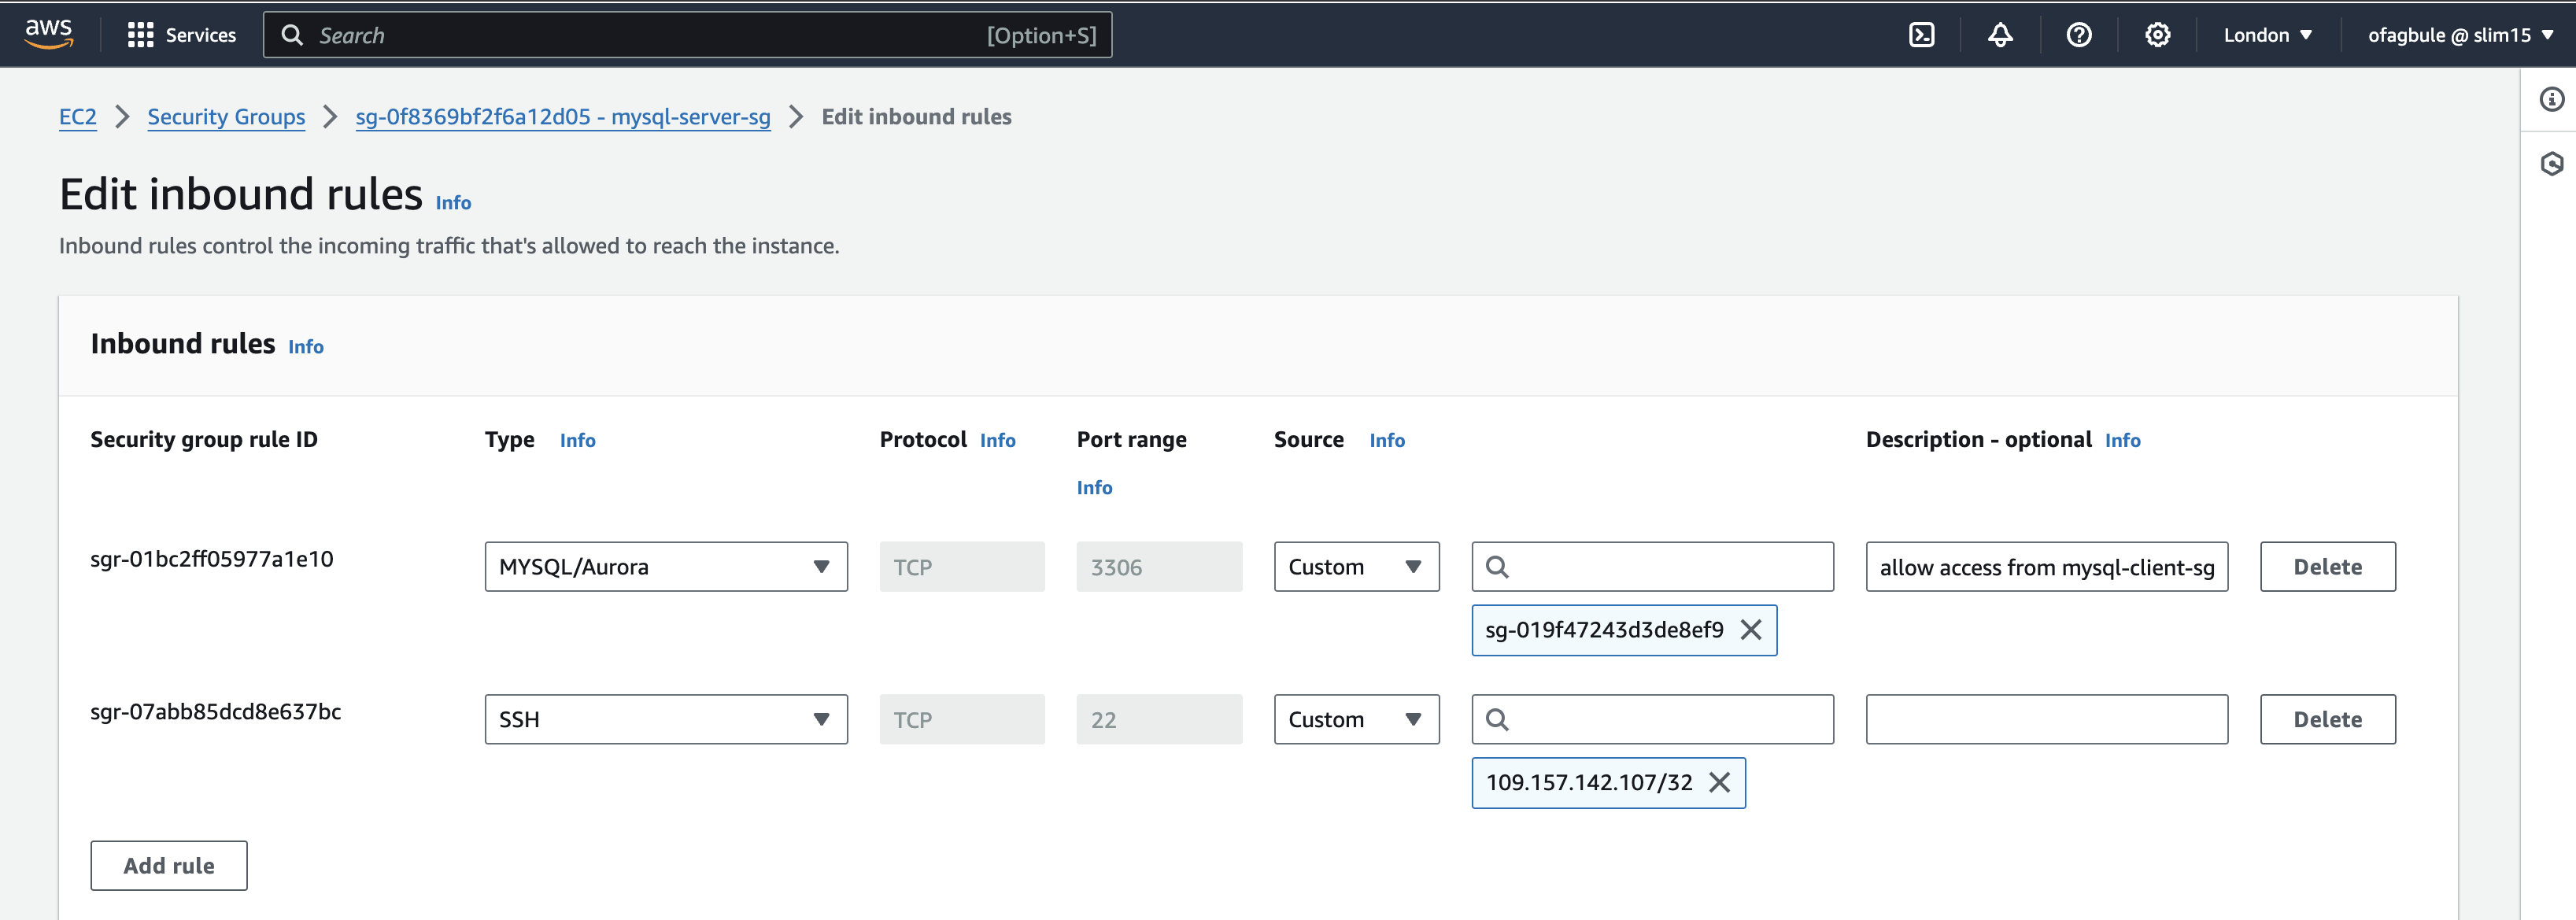 aws Services Search [Option+S] London ofagbule @ slim15
EC2 Security Groups sg-0f8369bf2f6a12d05 - mysql-server-sg Edit inbound rules
Edit inbound rules Info
Inbound rules control the incoming traffic that's allowed to reach the instance.
Inbound rules Info
Security group rule ID Type Info Protocol Info Port range Source Info Description - optional Info
Info
sgr-01bc2ff05977a1e10 MYSQL/Aurora TCP 3306 Custom allow access from mysql-client-sg Delete
sg-019f47243d3de8ef9
sgr-07abb85dcd8e637bc SSH TCP 22 Custom Delete
109.157.142.107/32
Add rule